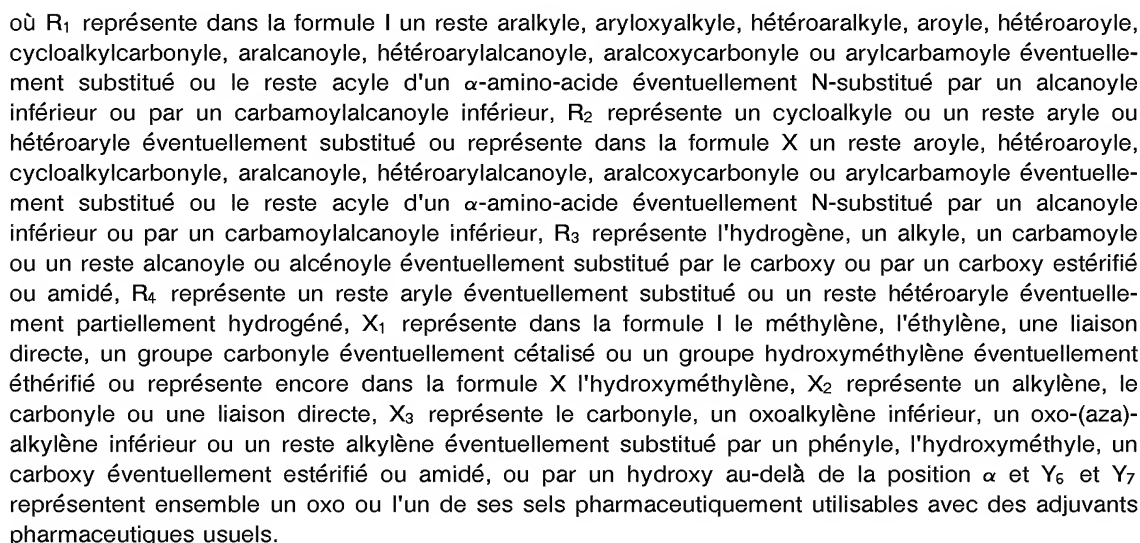 où R₁ représente dans la formule I un reste aralkyle, aryloxyalkyle, hétéroaralkyle, aroyle, hétéroaroyle,
cycloalkylcarbonyle, aralcanoyle, hétéroarylalcanoyle, aralcoxycarbonyle ou arylcarbamoyle éventuelle-
ment substitué ou le reste acyle d'un α-amino-acide éventuellement N-substitué par un alcanoyle
inférieur ou par un carbamoylalcanoyle inférieur, R₂ représente un cycloalkyle ou un reste aryle ou
hétéroaryle éventuellement substitué ou représente dans la formule X un reste aroyle, hétéroaroyle,
cycloalkylcarbonyle, aralcanoyle, hétéroarylalcanoyle, aralcoxycarbonyle ou arylcarbamoyle éventuelle-
ment substitué ou le reste acyle d'un α-amino-acide éventuellement N-substitué par un alcanoyle
inférieur ou par un carbamoylalcanoyle inférieur, R₃ représente l'hydrogène, un alkyle, un carbamoyle
ou un reste alcanoyle ou alcénoyle éventuellement substitué par le carboxy ou par un carboxy estérifié
ou amidé, R₄ représente un reste aryle éventuellement substitué ou un reste hétéroaryle éventuelle-
ment partiellement hydrogéné, X₁ représente dans la formule I le méthylène, l'éthylène, une liaison
directe, un groupe carbonyle éventuellement cétalisé ou un groupe hydroxyméthylène éventuellement
éthérifié ou représente encore dans la formule X l'hydroxyméthylène, X₂ représente un alkylène, le
carbonyle ou une liaison directe, X₃ représente le carbonyle, un oxoalkylène inférieur, un oxo-(aza)-
alkylène inférieur ou un reste alkylène éventuellement substitué par un phényle, l'hydroxyméthyle, un
carboxy éventuellement estérifié ou amidé, ou par un hydroxy au-delà de la position α et Y₆ et Y₇
représentent ensemble un oxo ou l'un de ses sels pharmaceutiquement utilisables avec des adjuvants
pharmaceutiques usuels.